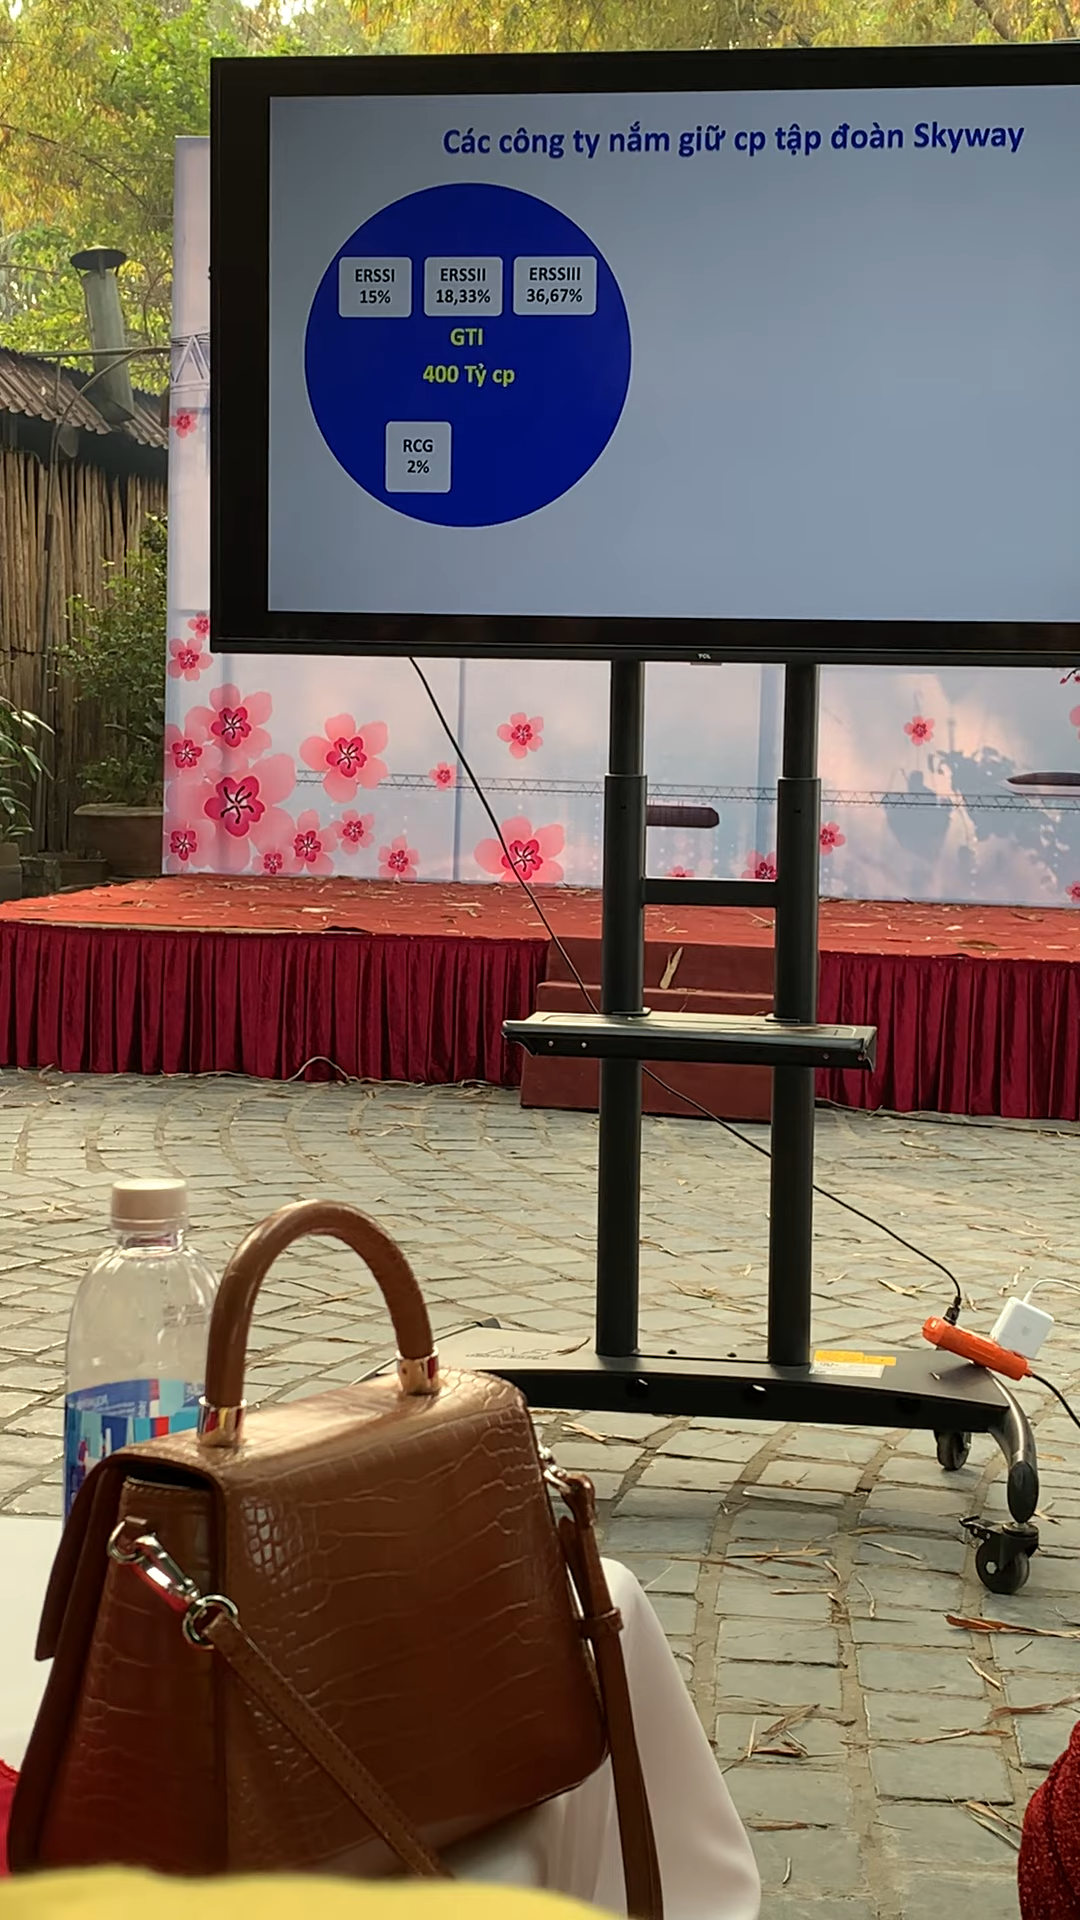 Các công ty nắm giữ cp tập đoàn Skyway
ERSSI
15%
ERSSII
18,33%
ERSSIII
36,67%
GTI
400 Tỷ cp
RCG
2%
TCL